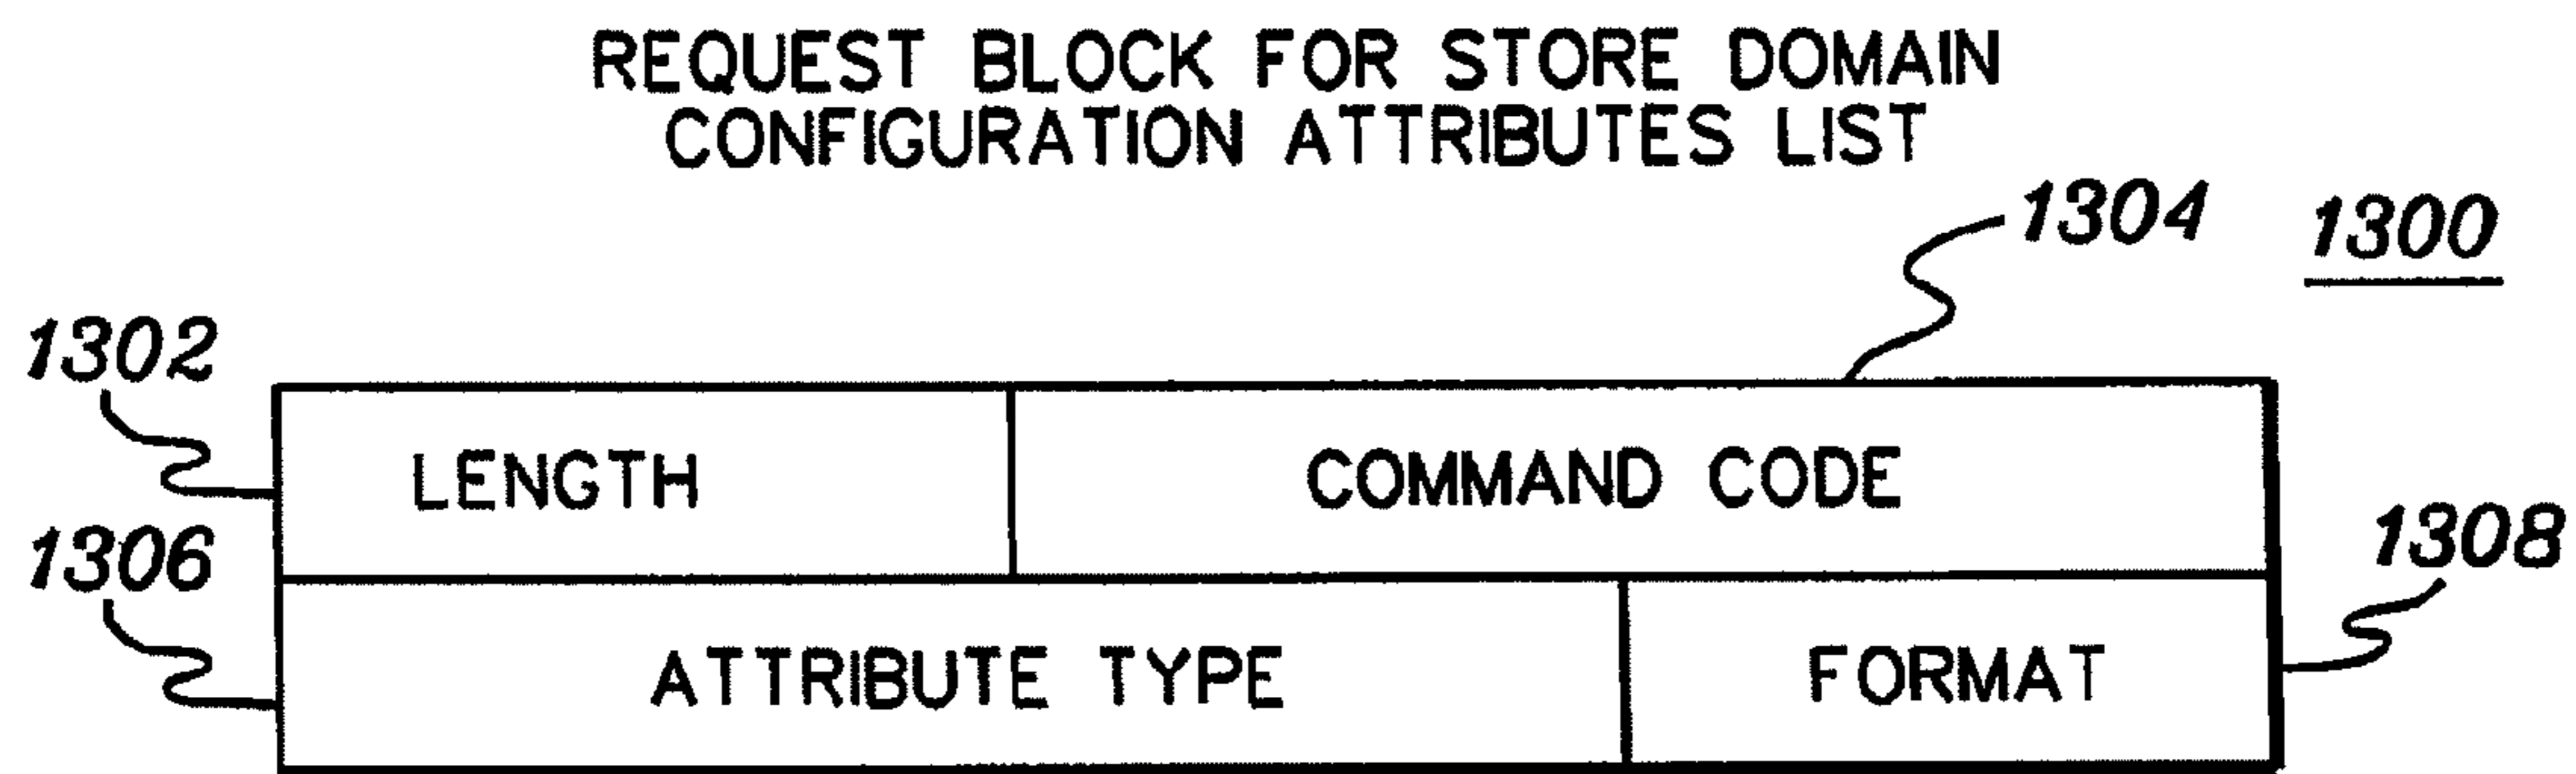 REQUEST BLOCK FOR STORE DOMAIN
CONFIGURATION ATTRIBUTES LIST
1304
1300
1302
LENGTH
COMMAND CODE
1306
1308
ATTRIBUTE TYPE
FORMAT